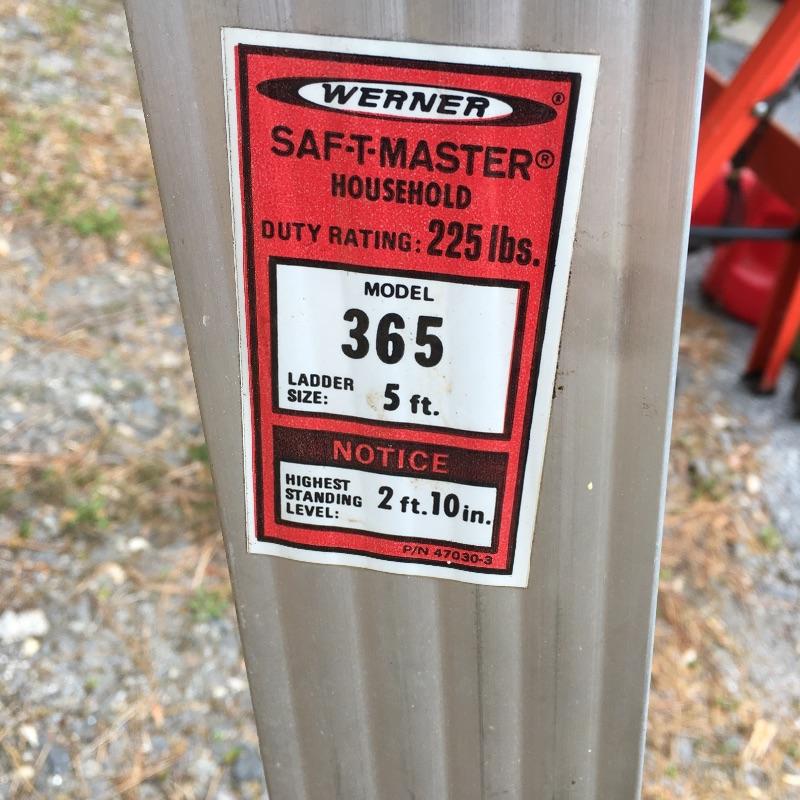 WERNER ®
SAF-T-MASTER®
HOUSEHOLD
DUTY RATING: 225 lbs.
MODEL
365
LADDER
SIZE: 5 ft.
NOTICE
HIGHEST
STANDING
LEVEL: 2 ft. 10 in.
P/N 47030-3